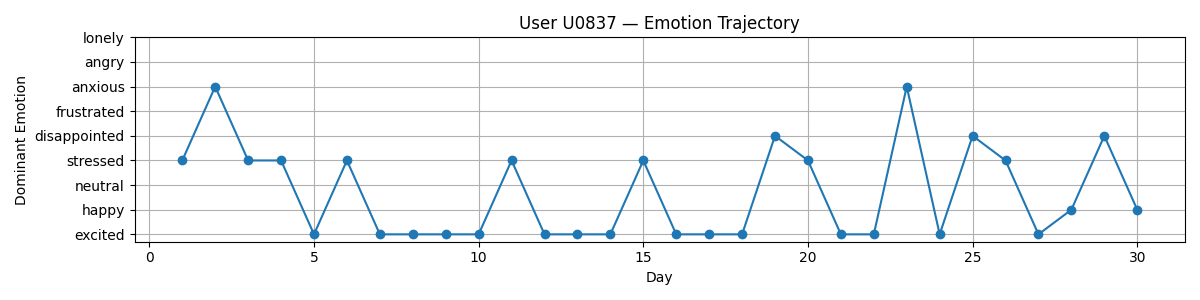 User U0837 — Emotion Trajectory
Dominant Emotion
lonely
angry
anxious
frustrated
disappointed
stressed
neutral
happy
excited
0 5 10 15 20 25 30
Day